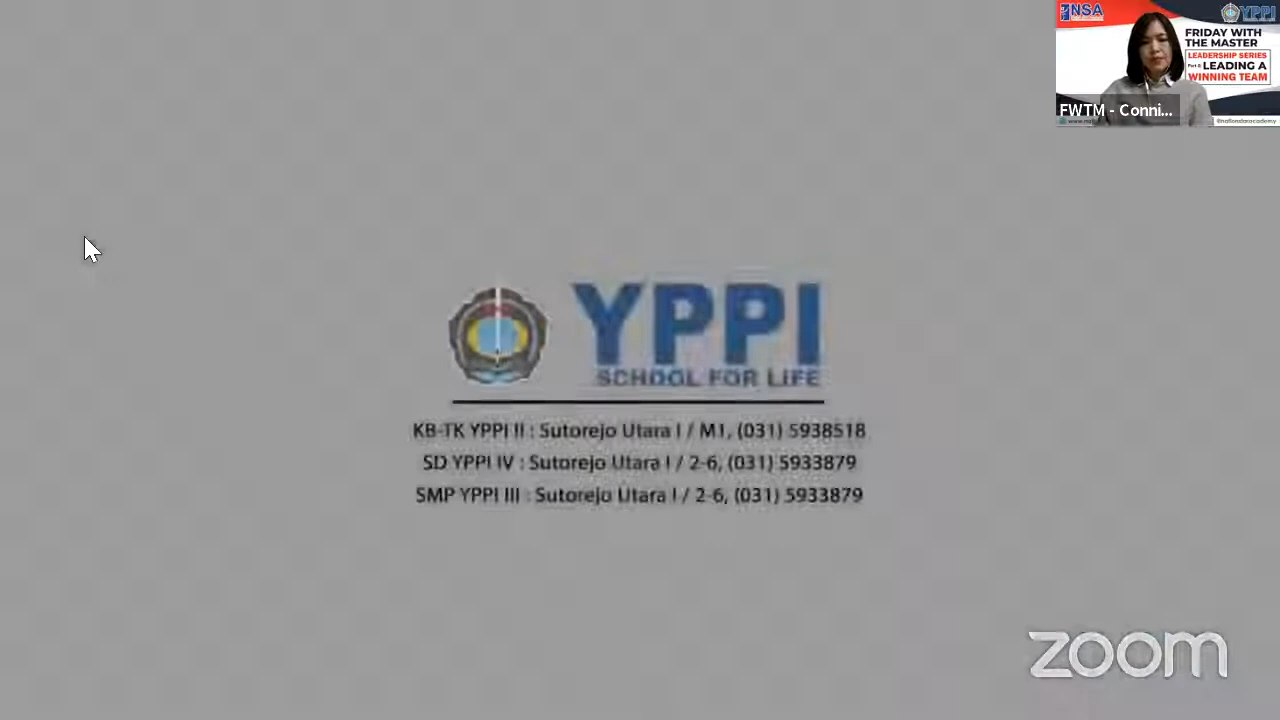 NSA
YPPI
FRIDAY WITH
THE MASTER
LEADERSHIP SERIES
LEADING A
WINNING TEAM
FWTM - Conni...
YPPI
SCHOOL FOR LIFE
KB-TK YPPI II : Sutorejo Utara I / M1, (031) 5938518
SD YPPI IV : Sutorejo Utara I / 2-6, (031) 5933879
SMP YPPI III : Sutorejo Utara I / 2-6, (031) 5933879
zoom